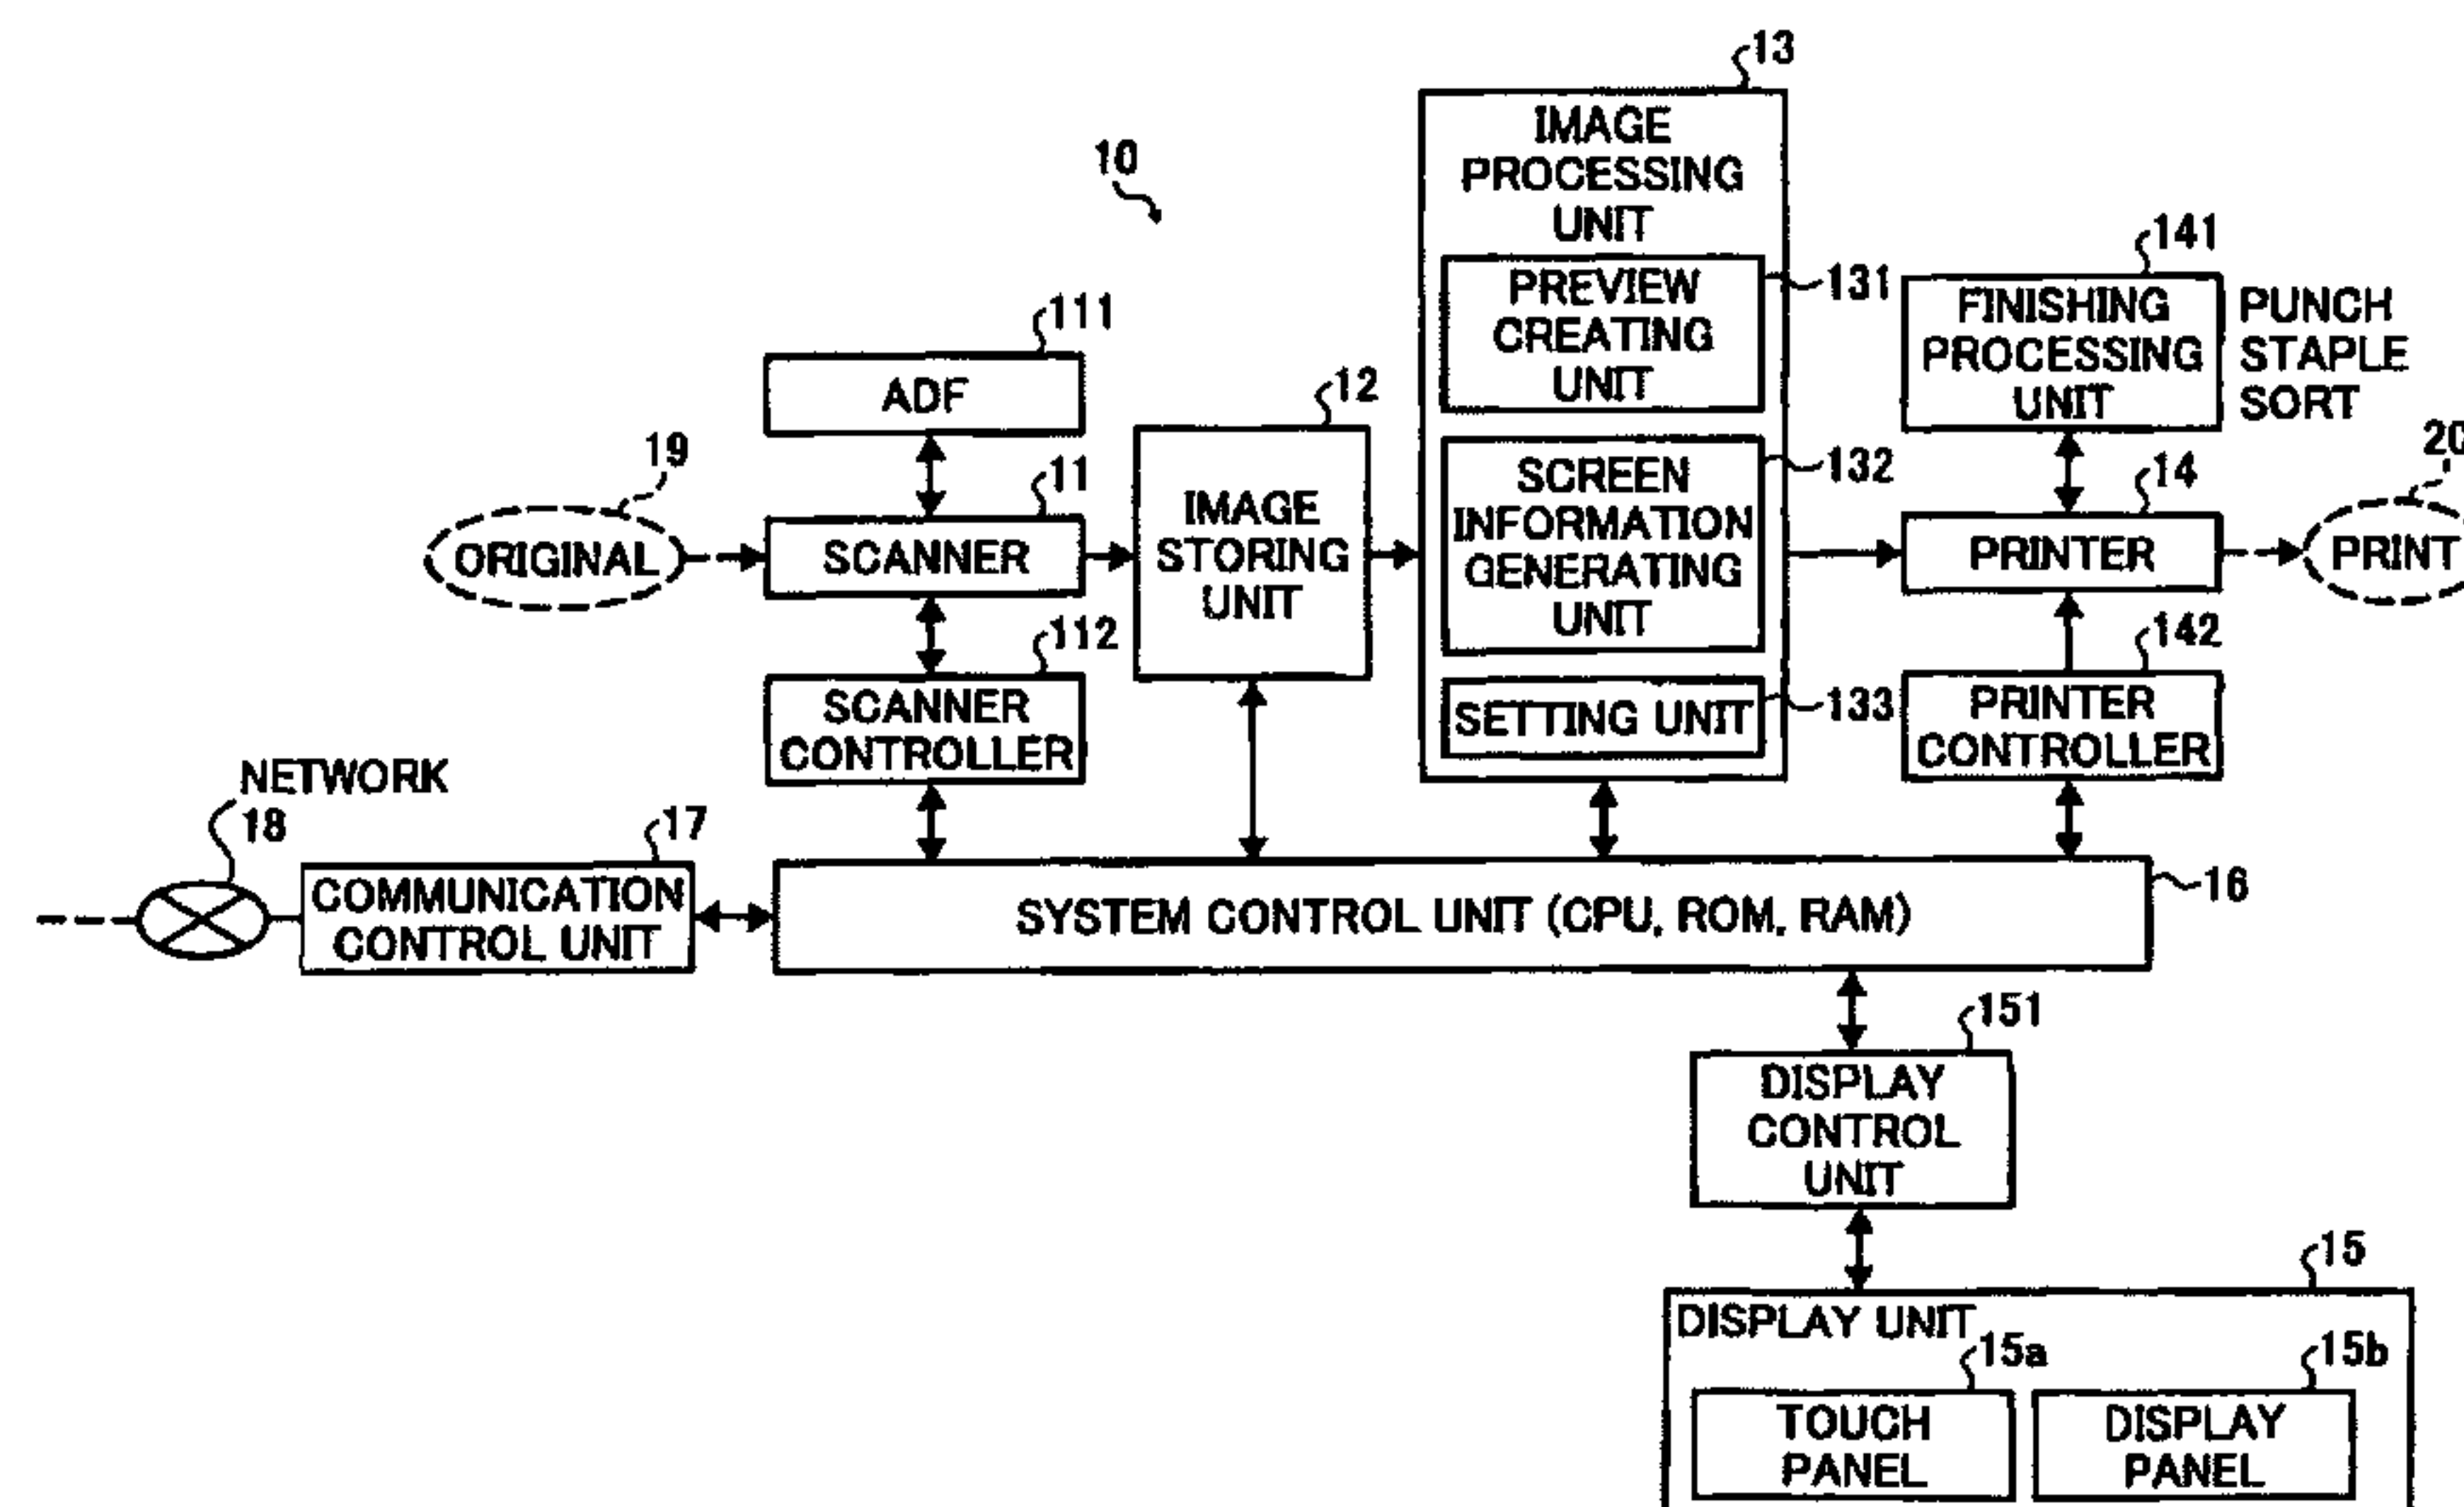 13
IMAGE
PROCESSING
UNIT
10
141
PREVIEW
CREATING
UNIT
131
FINISHING
PROCESSING
UNIT
PUNCH
STAPLE
SORT
111
ADF
12
19
11
132
14
20
ORIGINAL
SCANNER
IMAGE
STORING
UNIT
SCREEN
INFORMATION
GENERATING
UNIT
PRINTER
PRINT
112
142
SCANNER
CONTROLLER
SETTING UNIT
133
PRINTER
CONTROLLER
NETWORK
18
17
COMMUNICATION
CONTROL UNIT
SYSTEM CONTROL UNIT (CPU, ROM, RAM)
16
151
DISPLAY
CONTROL
UNIT
15
DISPLAY UNIT
15a
15b
TOUCH
PANEL
DISPLAY
PANEL